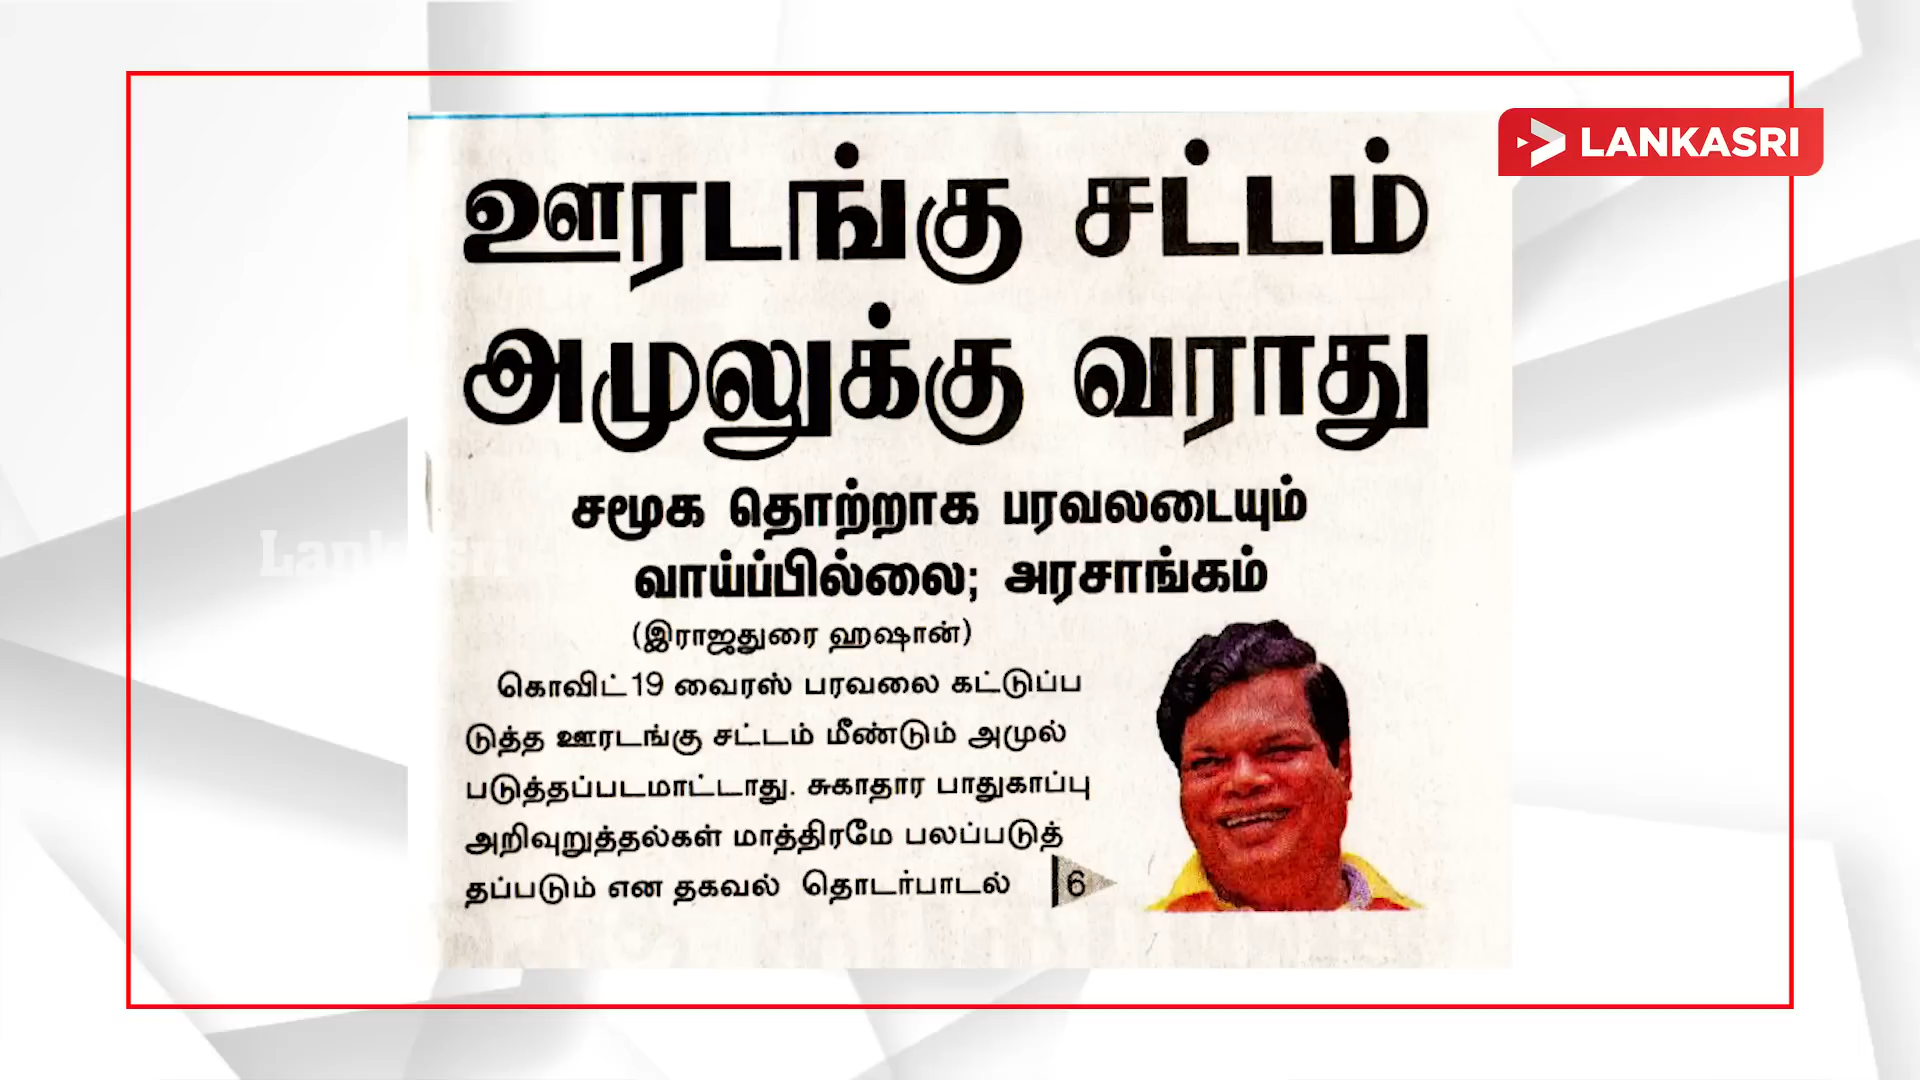 LANKASRI
ஊரடங்கு சட்டம்
அமுலுக்கு வராது
சமூக தொற்றாக பரவலடையும்
வாய்ப்பில்லை; அரசாங்கம்
(இராஜதுரை ஹஷான்)
கொவிட்19 வைரஸ் பரவலை கட்டுப்ப
டுத்த ஊரடங்கு சட்டம் மீண்டும் அமுல்
படுத்தப்படமாட்டாது. சுகாதார பாதுகாப்பு
அறிவுறுத்தல்கள் மாத்திரமே பலப்படுத்
தப்படும் என தகவல் தொடர்பாடல் 6